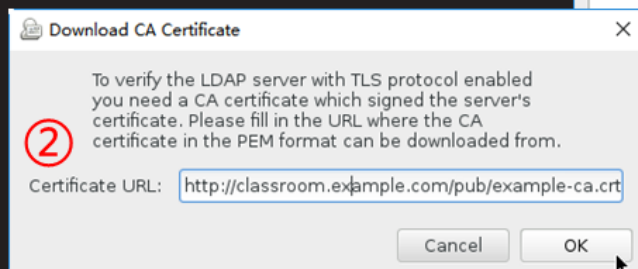 Download CA Certificate
To verify the LDAP server with TLS protocol enabled
you need a CA certificate which signed the server's
certificate. Please fill in the URL where the CA
certificate in the PEM format can be downloaded from.
②
Certificate URL: http://classroom.example.com/pub/example-ca.crt
Cancel OK